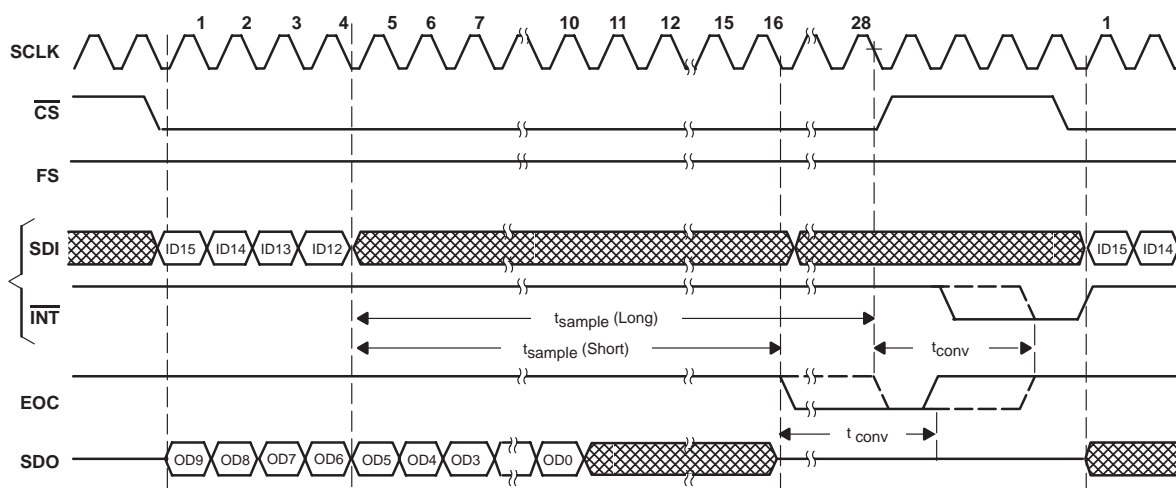 1 2 3 4 5 6 7 10 11 12 15 16 28 1
SCLK
CS
FS
SDI ID15 ID14 ID13 ID12 ID15 ID14
INT
tsample (Long)
tsample (Short) tconv
EOC
t conv
SDO OD9 OD8 OD7 OD6 OD5 OD4 OD3 OD0